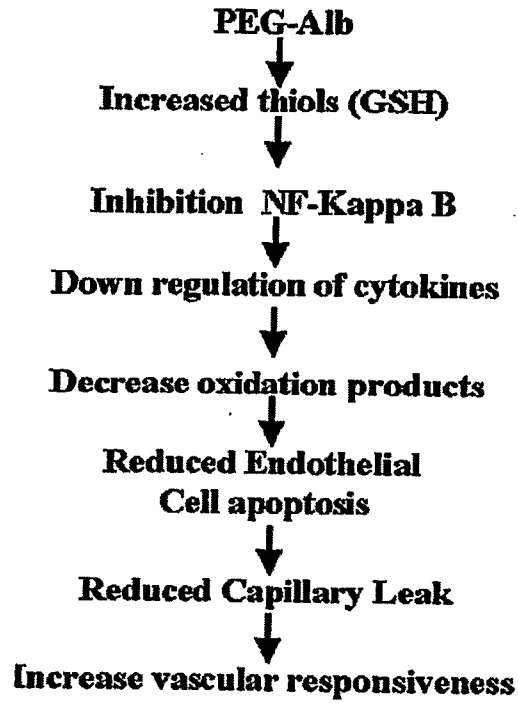 PEG-Alb
Increased thiols (GSH)
Inhibition NF-Kappa B
Down regulation of cytokines
Decrease oxidation products
Reduced Endothelial
Cell apoptosis
Reduced Capillary Leak
Increase vascular responsiveness